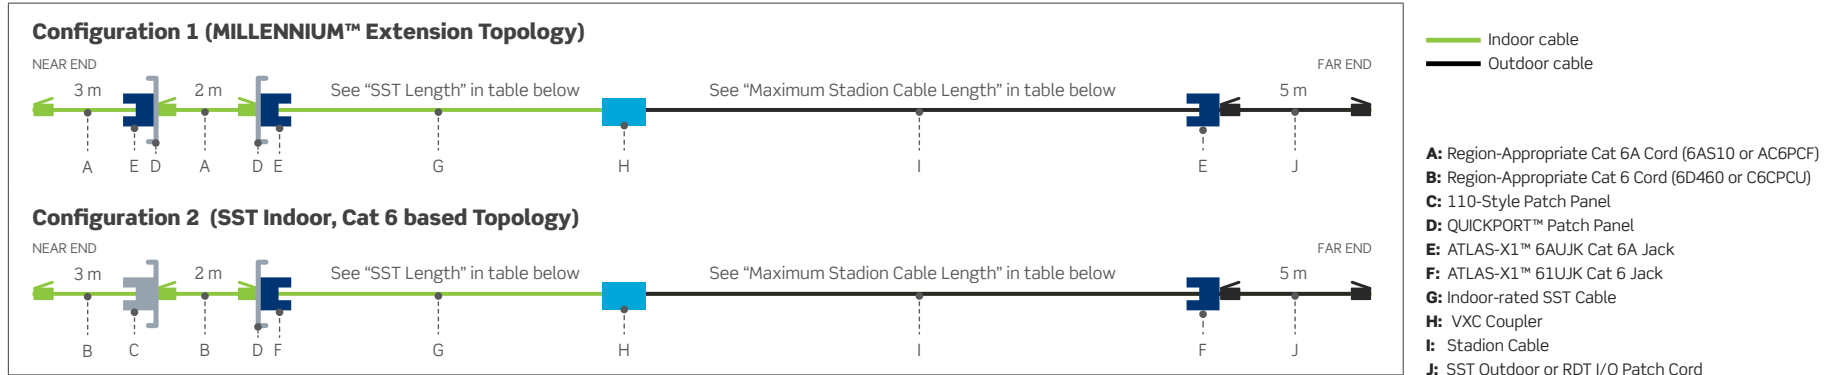 Configuration 1 (MILLENNIUM™ Extension Topology)
NEAR END
FAR END
3 m
2 m
See “SST Length” in table below
See “Maximum Stadion Cable Length” in table below
5 m
A
E
D
A
D
E
G
H
I
E
J
Configuration 2 (SST Indoor, Cat 6 based Topology)
NEAR END
FAR END
3 m
2 m
See “SST Length” in table below
See “Maximum Stadion Cable Length” in table below
5 m
B
C
B
D
F
G
H
I
F
J
Indoor cable
Outdoor cable
A: Region-Appropriate Cat 6A Cord (6AS10 or AC6PCF)
B: Region-Appropriate Cat 6 Cord (6D460 or C6CPCU)
C: 110-Style Patch Panel
D: QUICKPORT™ Patch Panel
E: ATLAS-X1™ 6AUJK Cat 6A Jack
F: ATLAS-X1™ 61UJK Cat 6 Jack
G: Indoor-rated SST Cable
H: VXC Coupler
I: Stadion Cable
J: SST Outdoor or RDT I/O Patch Cord